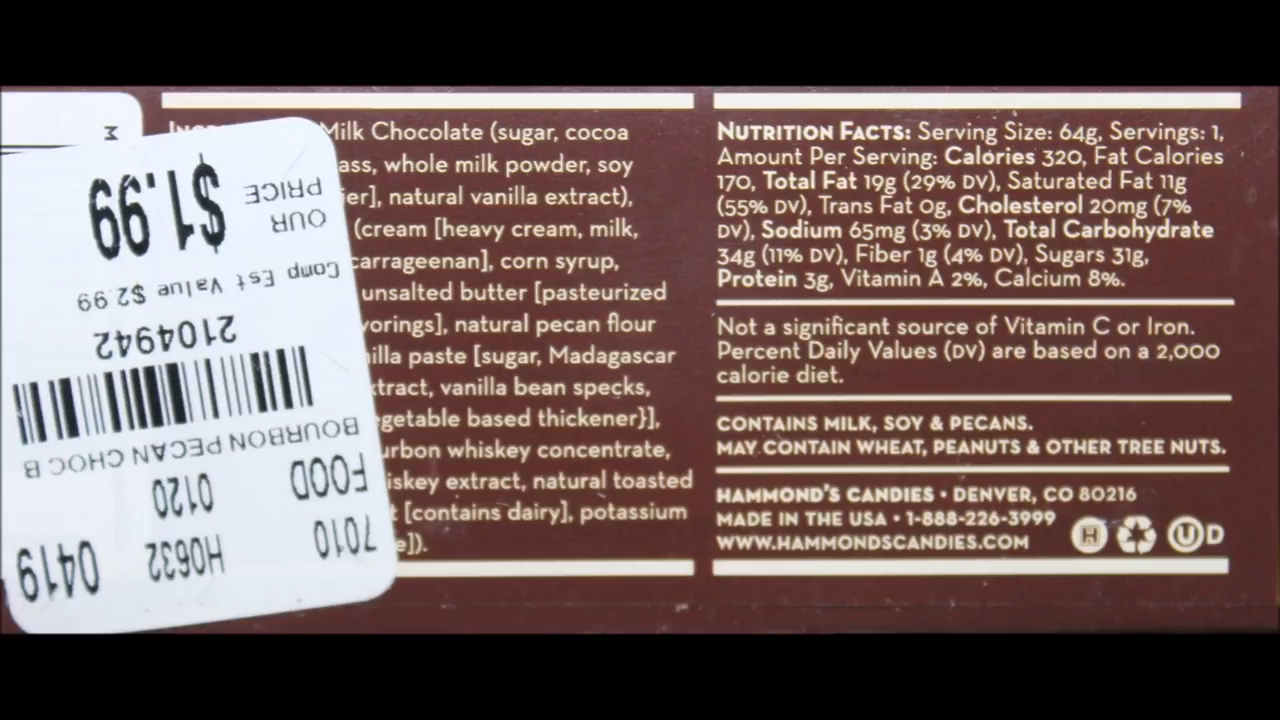 M
$1.99
OUR
PRICE
Comp Est Value $2.99
2104942
BOURBON PECAN CHOC B
FOOD
0120
7010
H0632
0419
Milk Chocolate (sugar, cocoa
whole milk powder, soy
natural vanilla extract),
(cream [heavy cream, milk,
carrageenan], corn syrup,
unsalted butter [pasteurized
natural pecan flour
paste [sugar, Madagascar
vanilla bean specks,
based thickener}],
whiskey concentrate,
extract, natural toasted
[contains dairy], potassium
NUTRITION FACTS: Serving Size: 64g, Servings: 1,
Amount Per Serving: Calories 320, Fat Calories
170, Total Fat 19g (29% DV), Saturated Fat 11g
(55% DV), Trans Fat 0g, Cholesterol 20mg (7%
DV), Sodium 65mg (3% DV), Total Carbohydrate
34g (11% DV), Fiber 1g (4% DV), Sugars 31g,
Protein 3g, Vitamin A 2%, Calcium 8%.
Not a significant source of Vitamin C or Iron.
Percent Daily Values (DV) are based on a 2,000
calorie diet.
CONTAINS MILK, SOY & PECANS.
MAY CONTAIN WHEAT, PEANUTS & OTHER TREE NUTS.
HAMMOND'S CANDIES • DENVER, CO 80216
MADE IN THE USA • 1-888-226-3999
WWW.HAMMONDSCANDIES.COM
H U D